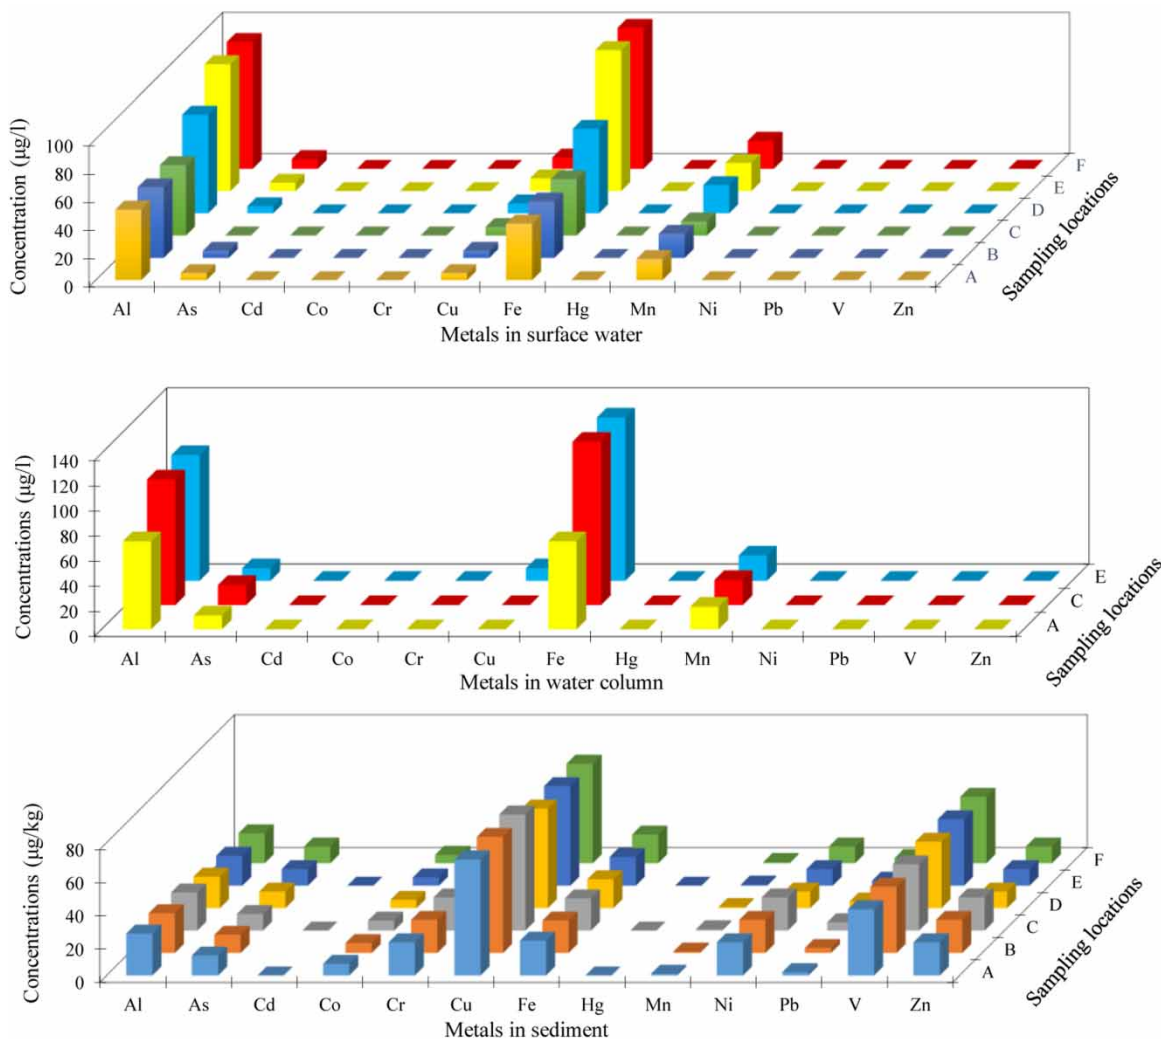 Concentration (µg/l)
100
80
60
40
20
0
Al As Cd Co Cr Cu Fe Hg Mn Ni Pb V Zn
Metals in surface water
F
E
D
C
B
A
Sampling locations
Concentrations (µg/l)
140
120
100
80
60
40
20
0
Al As Cd Co Cr Cu Fe Hg Mn Ni Pb V Zn
Metals in water column
E
C
A
Sampling locations
Concentrations (µg/kg)
80
60
40
20
0
Al As Cd Co Cr Cu Fe Hg Mn Ni Pb V Zn
Metals in sediment
F
E
D
C
B
A
Sampling locations